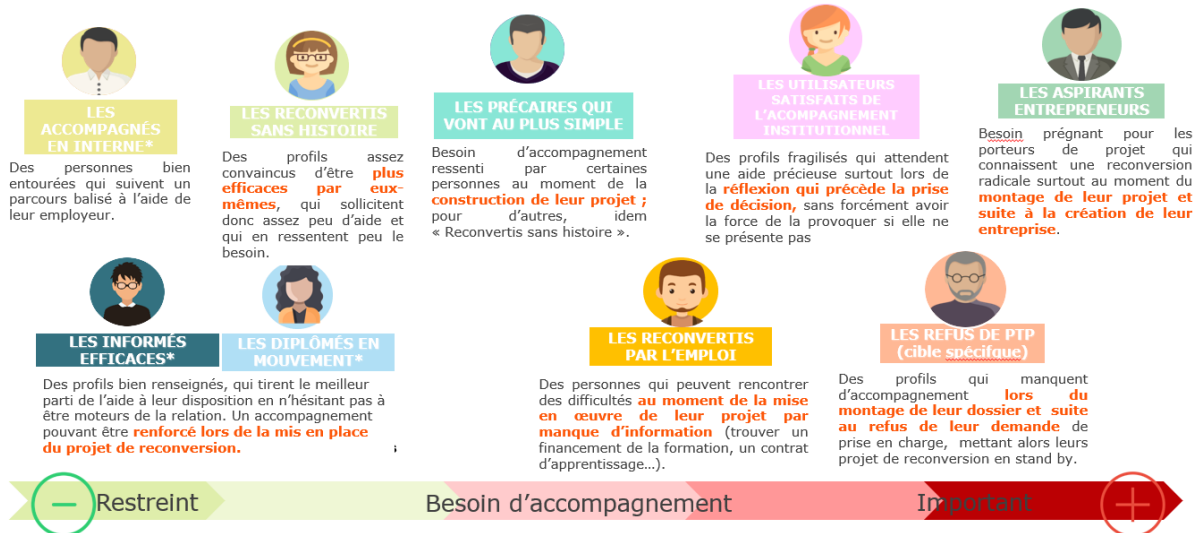 LES
ACCOMPAGNÉS
EN INTERNE*
Des personnes bien
entourées qui suivent un
parcours balisé à l'aide de
leur employeur.
LES RECONVERTIS
SANS HISTOIRE
Des profils assez
convaincus d'être plus
efficaces par eux-
mêmes, qui sollicitent
donc assez peu d'aide et
qui en ressentent peu le
besoin.
LES PRÉCAIRES QUI
VONT AU PLUS SIMPLE
Besoin d'accompagnement
ressenti par certaines
personnes au moment de la
construction de leur projet ;
pour d'autres, idem
« Reconvertis sans histoire ».
LES UTILISATEURS
SATISFAITS DE
L'ACOMPAGNEMENT
INSTITUTIONNEL
Des profils fragilisés qui attendent
une aide précieuse surtout lors de
la réflexion qui précède la prise
de décision, sans forcément avoir
la force de la provoquer si elle ne
se présente pas
LES ASPIRANTS
ENTREPRENEURS
Besoin prégnant pour les
porteurs de projet qui
connaissent une reconversion
radicale surtout au moment du
montage de leur projet et
suite à la création de leur
entreprise.
LES INFORMÉS
EFFICACES*
LES DIPLÔMÉS EN
MOUVEMENT*
Des profils bien renseignés, qui tirent le meilleur
parti de l'aide à leur disposition en n'hésitant pas à
être moteurs de la relation. Un accompagnement
pouvant être renforcé lors de la mis en place
du projet de reconversion.
LES RECONVERTIS
PAR L'EMPLOI
Des personnes qui peuvent rencontrer
des difficultés au moment de la mise
en œuvre de leur projet par
manque d'information (trouver un
financement de la formation, un contrat
d'apprentissage…).
LES REFUS DE PTP
(cible spécifque)
Des profils qui manquent
d'accompagnement lors du
montage de leur dossier et suite
au refus de leur demande de
prise en charge, mettant alors leurs
projet de reconversion en stand by.
Restreint
Besoin d'accompagnement
Important